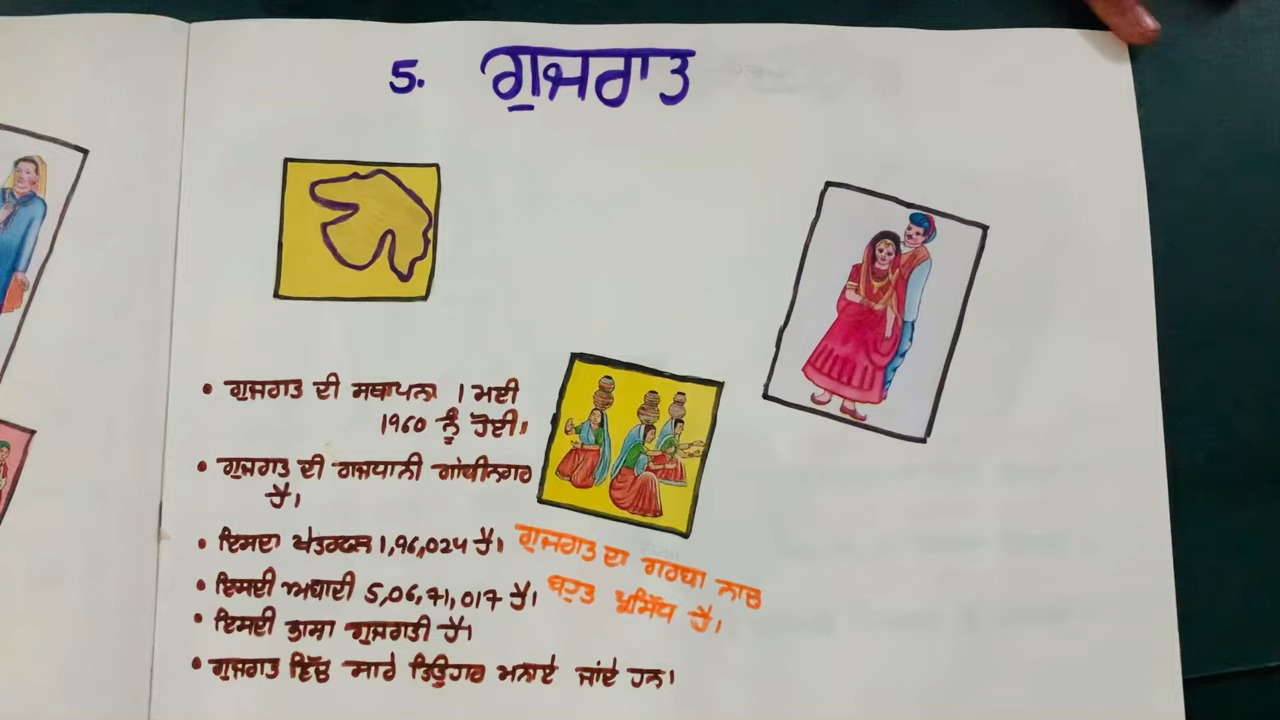 5. ਗੁਜਰਾਤ
• ਗੁਜਰਾਤ ਦੀ ਸਥਾਪਨਾ 1 ਮਈ
1960 ਨੂੰ ਹੋਈ।
• ਗੁਜਰਾਤ ਦੀ ਰਾਜਧਾਨੀ ਗਾਂਧੀਨਗਰ
ਹੈ।
• ਇਸਦਾ ਖੇਤਰਫਲ 1,96,024 ਹੈ।
• ਇਸਦੀ ਅਬਾਦੀ 5,06,71,017 ਹੈ।
• ਇਸਦੀ ਭਾਸ਼ਾ ਗੁਜਰਾਤੀ ਹੈ।
• ਗੁਜਰਾਤ ਵਿੱਚ ਸਾਰੇ ਤਿਉਹਾਰ ਮਨਾਏ ਜਾਂਦੇ ਹਨ।
ਗੁਜਰਾਤ ਦਾ ਗਰਬਾ ਨਾਚ
ਬਹੁਤ ਪ੍ਰਸਿੱਧ ਹੈ।